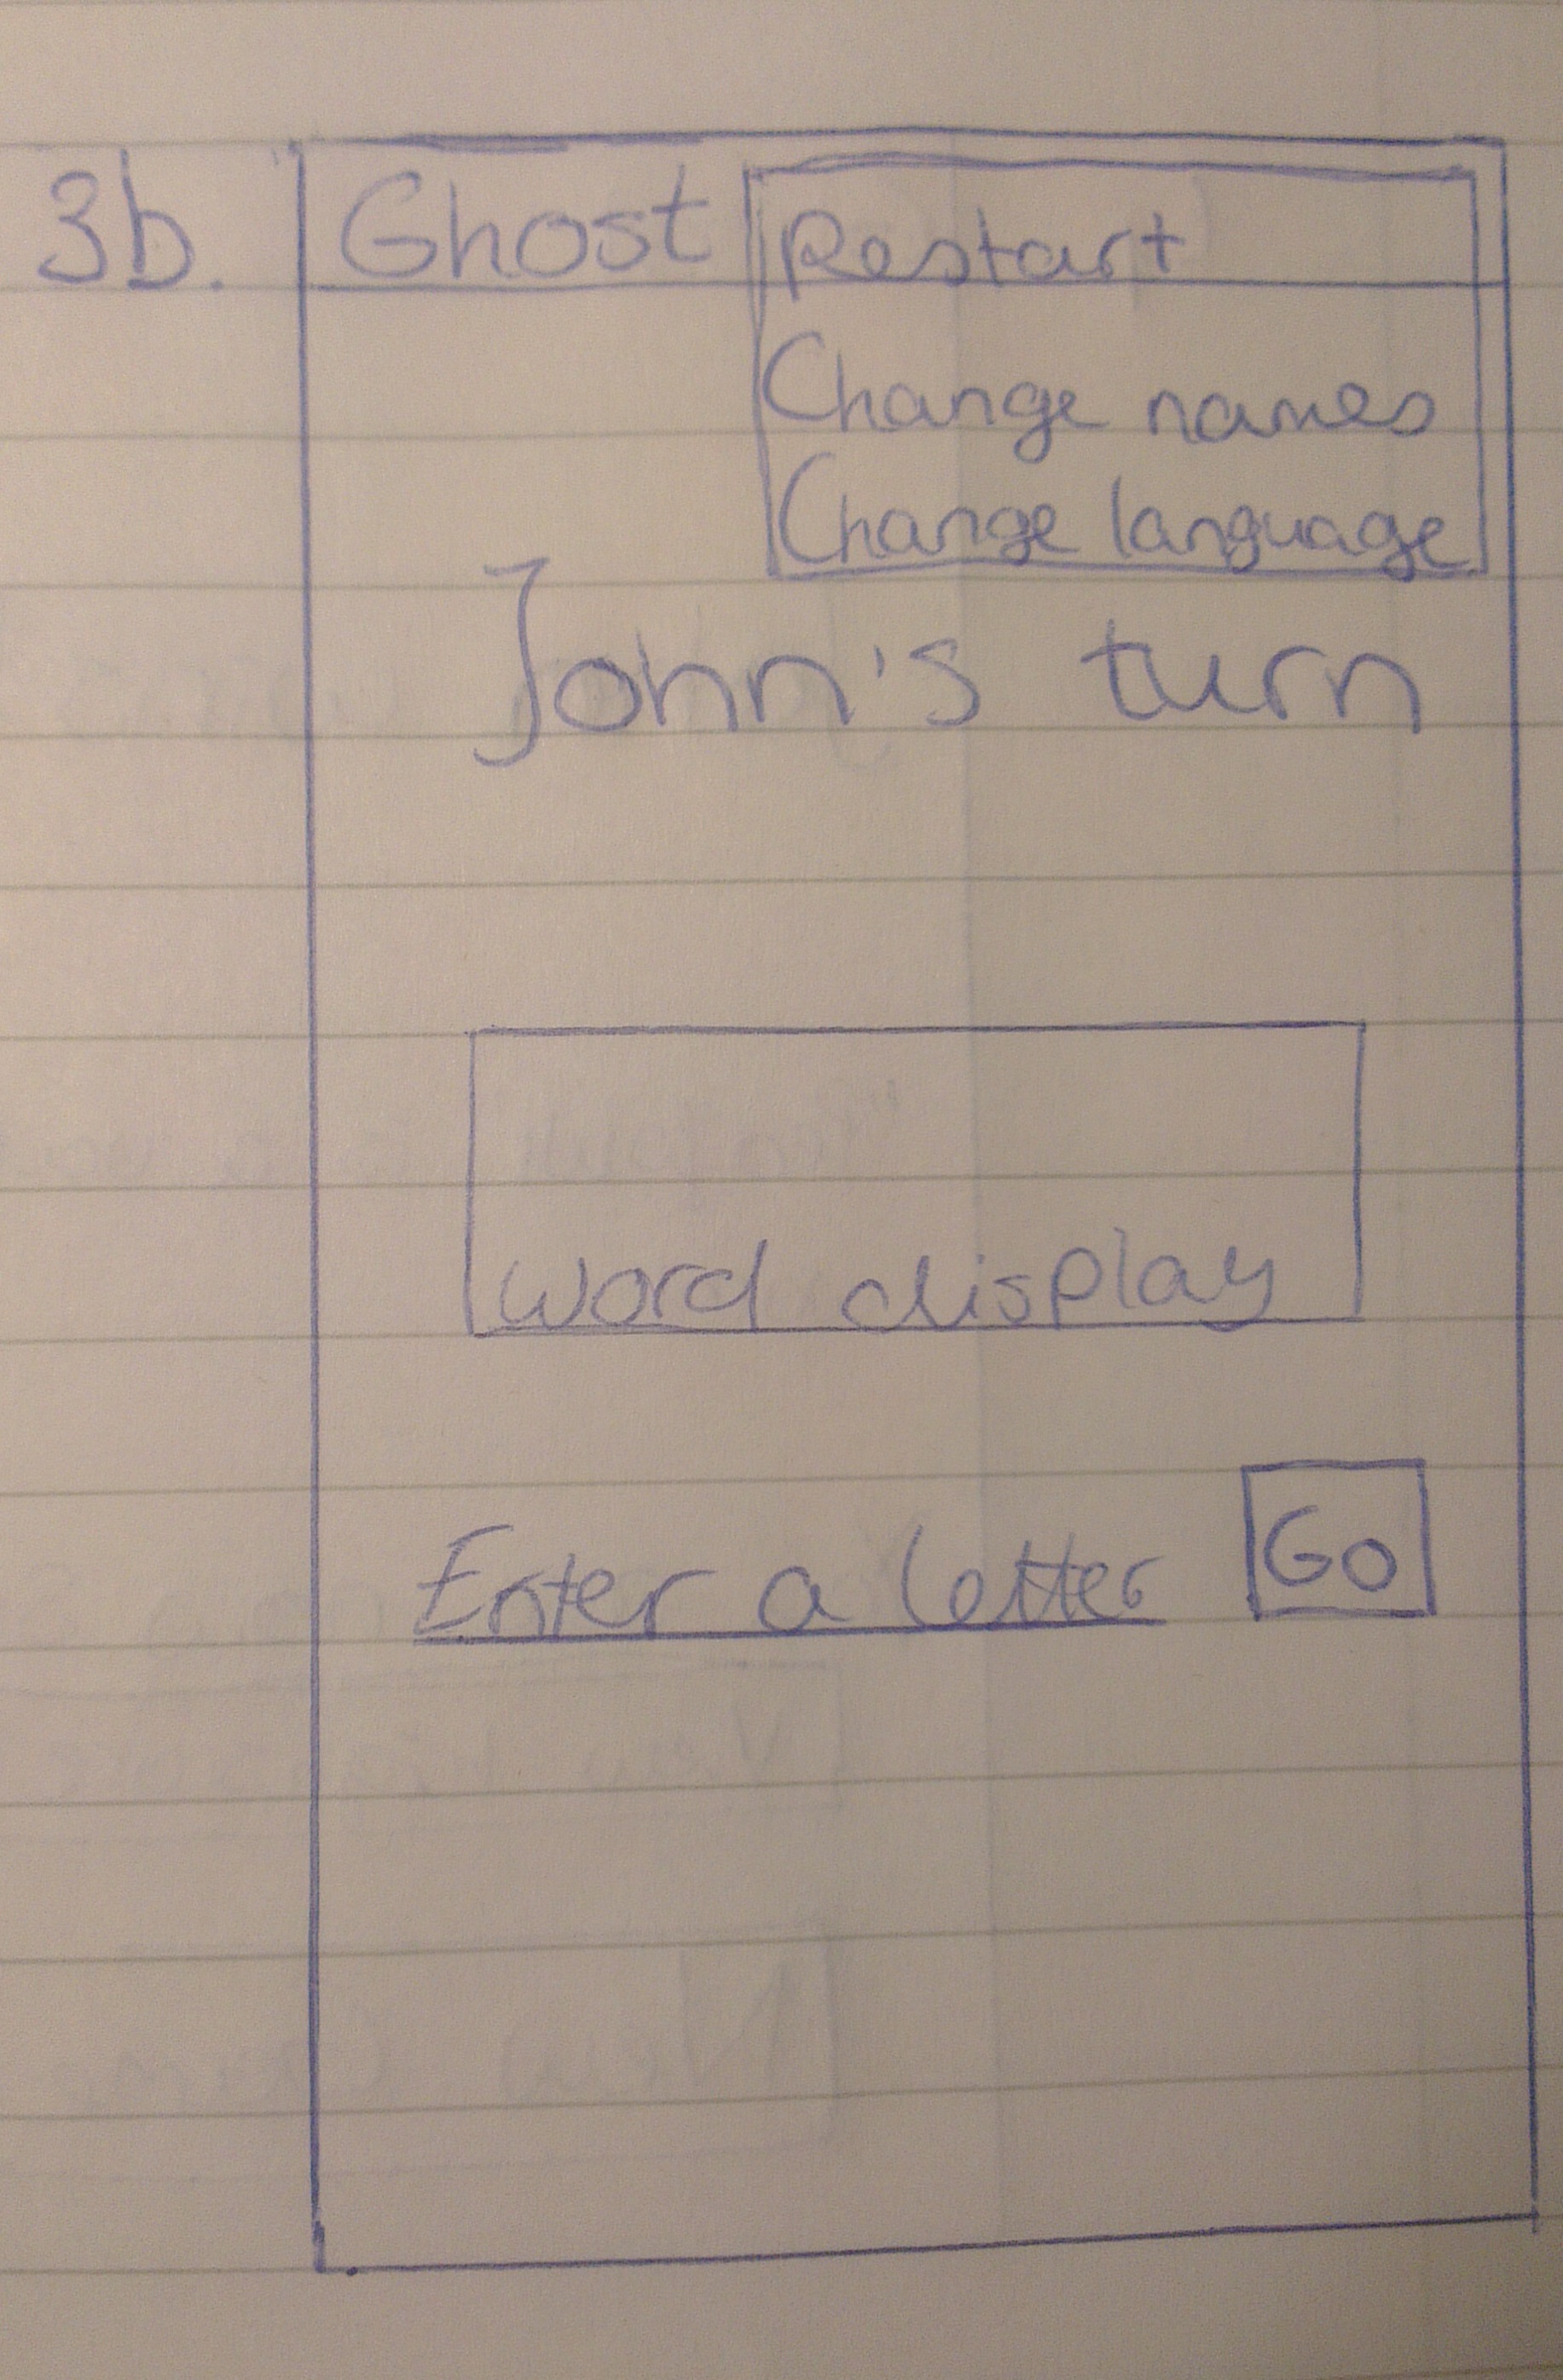 3b. Ghost Restart
Change names
Change language
John's turn
word display
Enter a letter Go